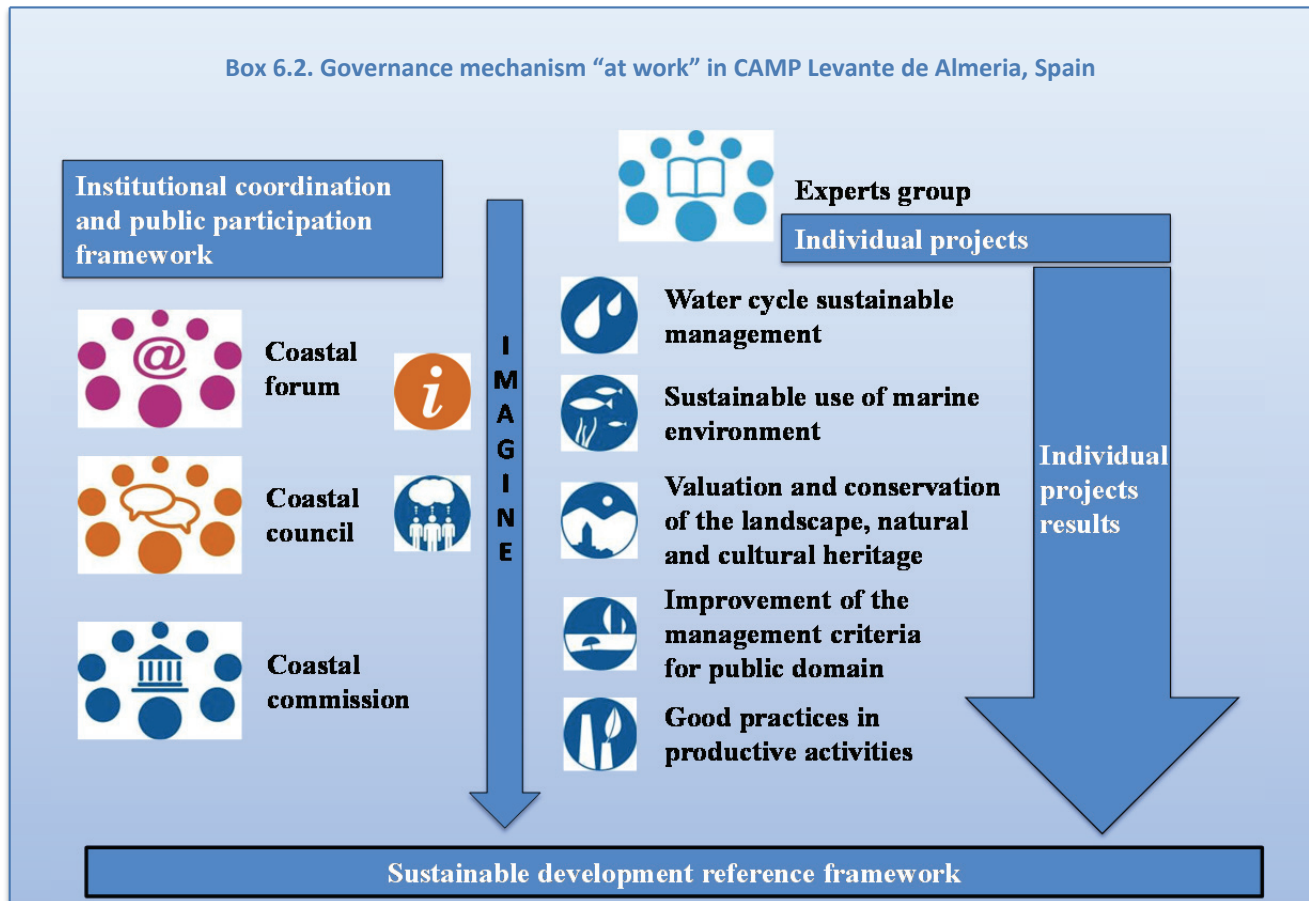 Box 6.2. Governance mechanism “at work” in CAMP Levante de Almeria, Spain
Institutional coordination
and public participation
framework
@
Coastal
forum
i
Coastal
council
Coastal
commission
IMAGINE
Experts group
Individual projects
Water cycle sustainable
management
Sustainable use of marine
environment
Valuation and conservation
of the landscape, natural
and cultural heritage
Improvement of the
management criteria
for public domain
Good practices in
productive activities
Individual
projects
results
Sustainable development reference framework